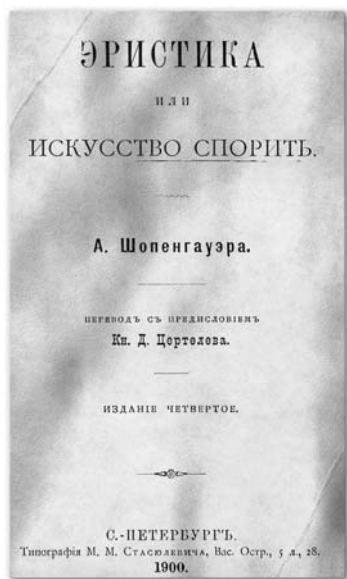 ЭРИСТИКА
ИЛИ
ИСКУССТВО СПОРИТЬ.
А. Шопенгауэра.
ПЕРЕВОДЪ СЪ ПРЕДИСЛОВІЕМЪ
Кн. Д. Цертелева.
ИЗДАНІЕ ЧЕТВЕРТОЕ.
С.-ПЕТЕРБУРГЪ.
Типографія М. М. Стасюлевича, Вас. Остр., 5 л., 28.
1900.